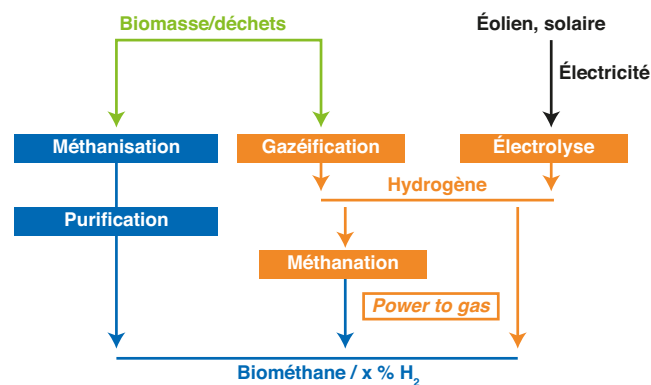 Biomasse/déchets
Éolien, solaire
Électricité
Méthanisation
Gazéification
Électrolyse
Hydrogène
Purification
Méthanation
Power to gas
Biométhane / x % H₂